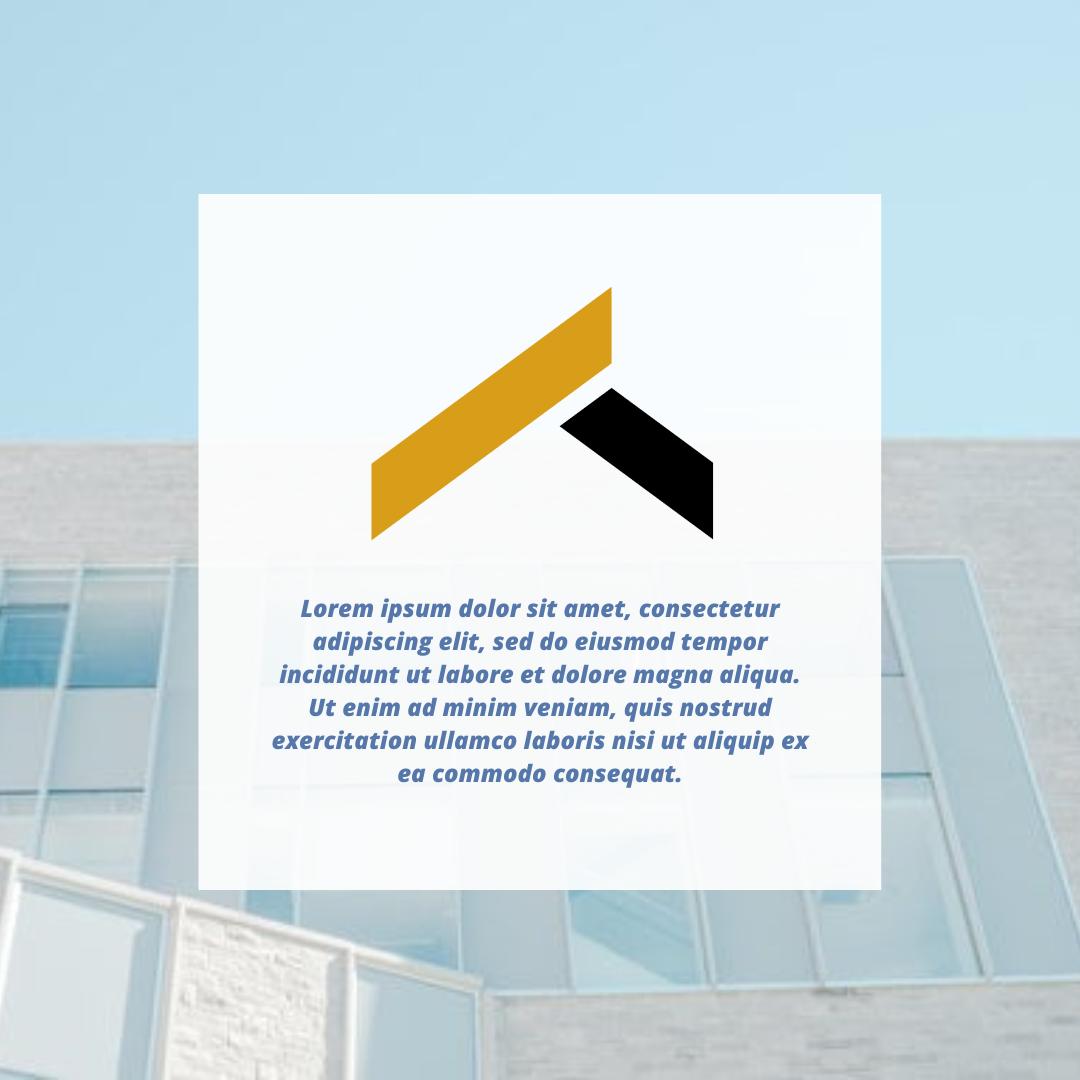 Lorem ipsum dolor sit amet, consectetur
adipiscing elit, sed do eiusmod tempor
incididunt ut labore et dolore magna aliqua.
Ut enim ad minim veniam, quis nostrud
exercitation ullamco laboris nisi ut aliquip ex
ea commodo consequat.